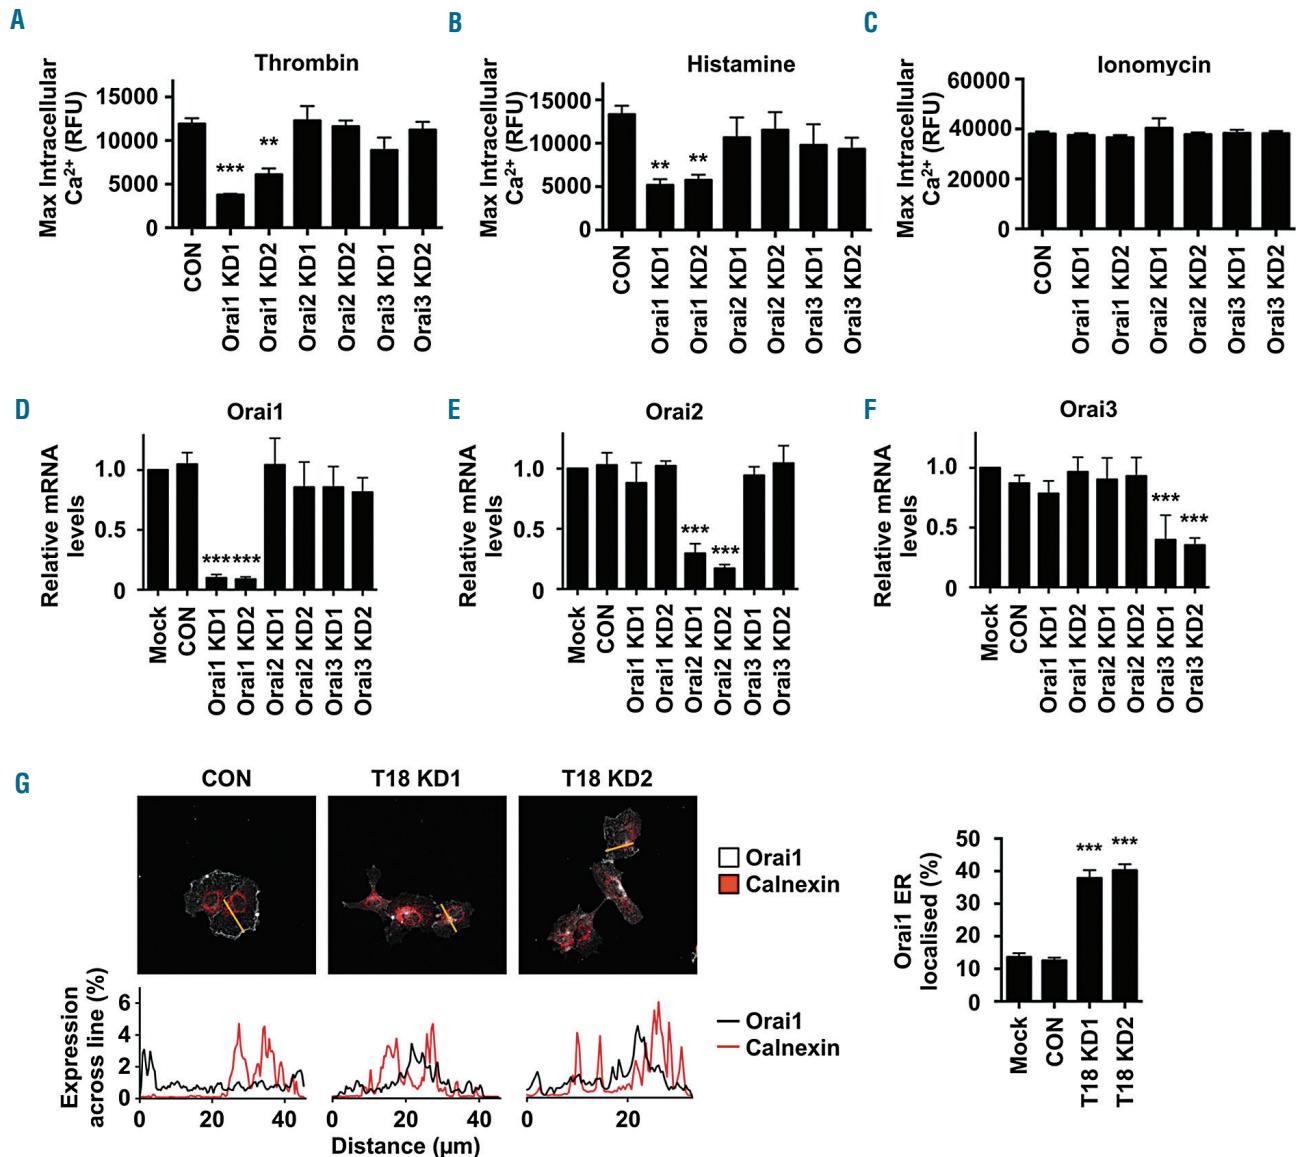 A
B
C
Thrombin
Histamine
Ionomycin
Max Intracellular
Ca²⁺ (RFU)
15000
10000
5000
0
***
**
CON
Orai1 KD1
Orai1 KD2
Orai2 KD1
Orai2 KD2
Orai3 KD1
Orai3 KD2
Max Intracellular
Ca²⁺ (RFU)
15000
10000
5000
0
**
**
CON
Orai1 KD1
Orai1 KD2
Orai2 KD1
Orai2 KD2
Orai3 KD1
Orai3 KD2
Max Intracellular
Ca²⁺ (RFU)
60000
40000
20000
0
CON
Orai1 KD1
Orai1 KD2
Orai2 KD1
Orai2 KD2
Orai3 KD1
Orai3 KD2
D
E
F
Orai1
Orai2
Orai3
Relative mRNA
levels
1.0
0.5
0
***
***
Mock
CON
Orai1 KD1
Orai1 KD2
Orai2 KD1
Orai2 KD2
Orai3 KD1
Orai3 KD2
Relative mRNA
levels
1.0
0.5
0
***
***
Mock
CON
Orai1 KD1
Orai1 KD2
Orai2 KD1
Orai2 KD2
Orai3 KD1
Orai3 KD2
Relative mRNA
levels
1.0
0.5
0
***
***
Mock
CON
Orai1 KD1
Orai1 KD2
Orai2 KD1
Orai2 KD2
Orai3 KD1
Orai3 KD2
G
CON
T18 KD1
T18 KD2
Orai1
Calnexin
Expression
across line (%)
6
4
2
0
0
20
40
0
20
40
0
20
Distance (µm)
Orai1
Calnexin
Orai1 ER
localised (%)
50
40
30
20
10
0
***
***
Mock
CON
T18 KD1
T18 KD2